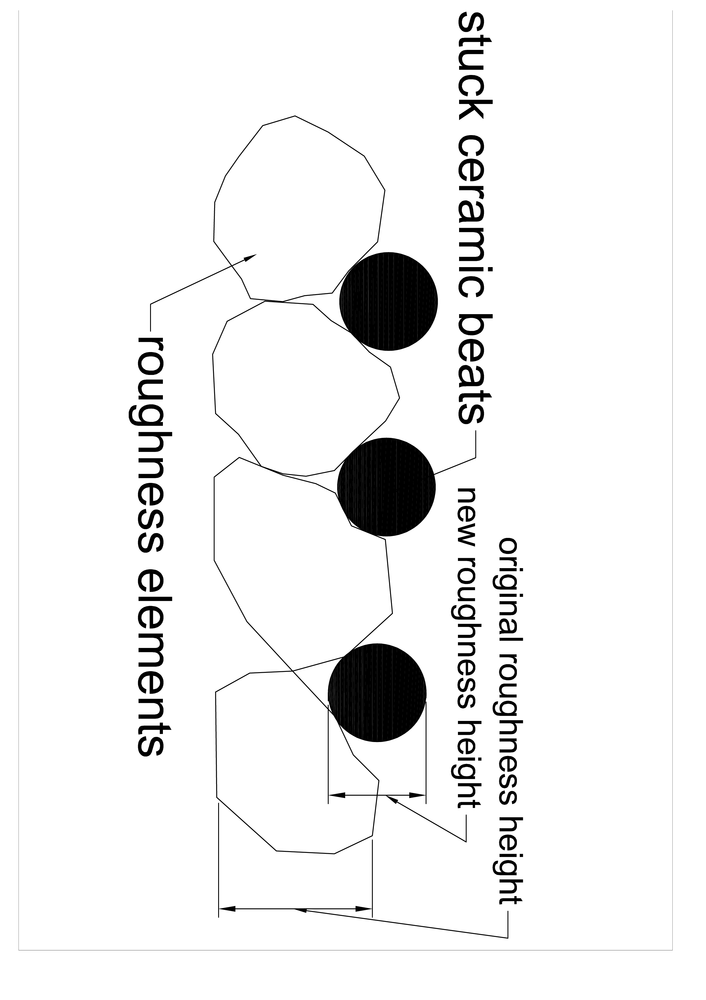 stuck ceramic beats
original roughness height
new roughness height
roughness elements